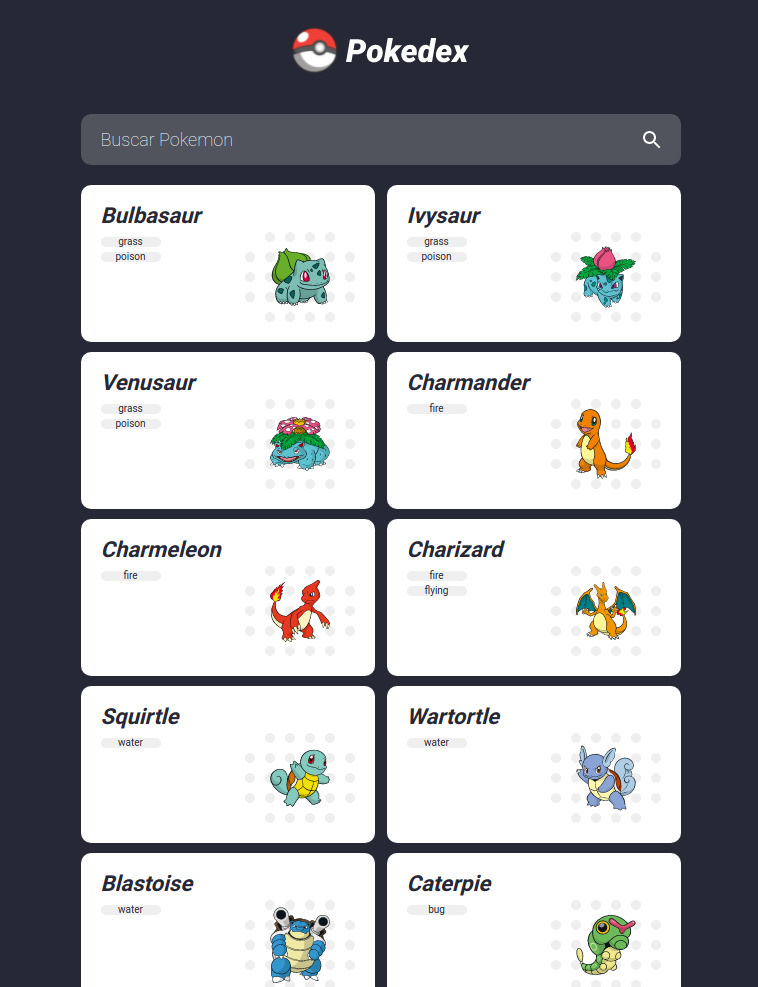 Pokedex
Buscar Pokemon
Bulbasaur
grass
poison
Ivysaur
grass
poison
Venusaur
grass
poison
Charmander
fire
Charmeleon
fire
Charizard
fire
flying
Squirtle
water
Wartortle
water
Blastoise
water
Caterpie
bug